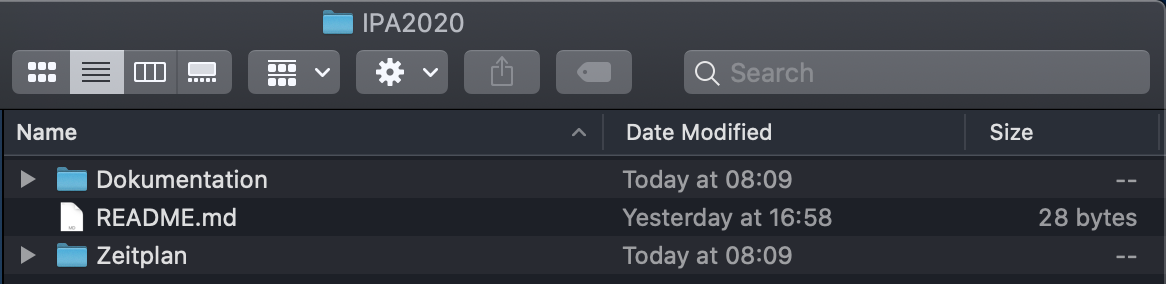 IPA2020
Search
Name Date Modified Size
Dokumentation Today at 08:09 --
README.md Yesterday at 16:58 28 bytes
Zeitplan Today at 08:09 --